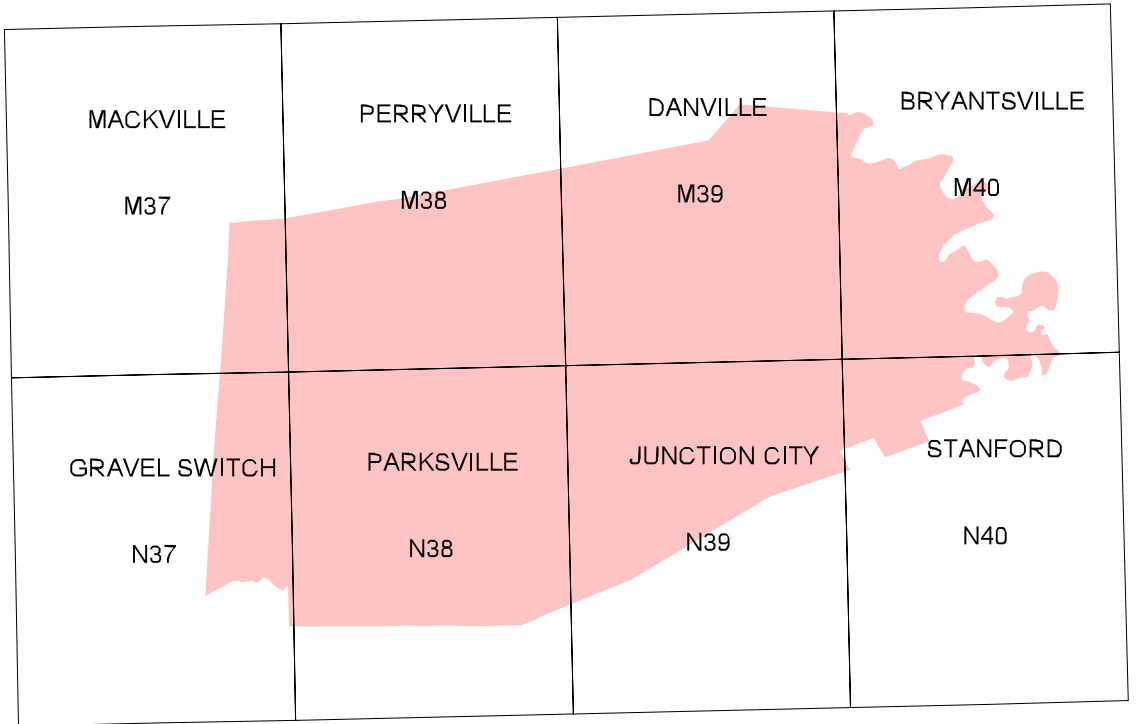 MACKVILLE
PERRYVILLE
DANVILLE
BRYANTSVILLE
M37
M38
M39
M40
GRAVEL SWITCH
PARKSVILLE
JUNCTION CITY
STANFORD
N37
N38
N39
N40